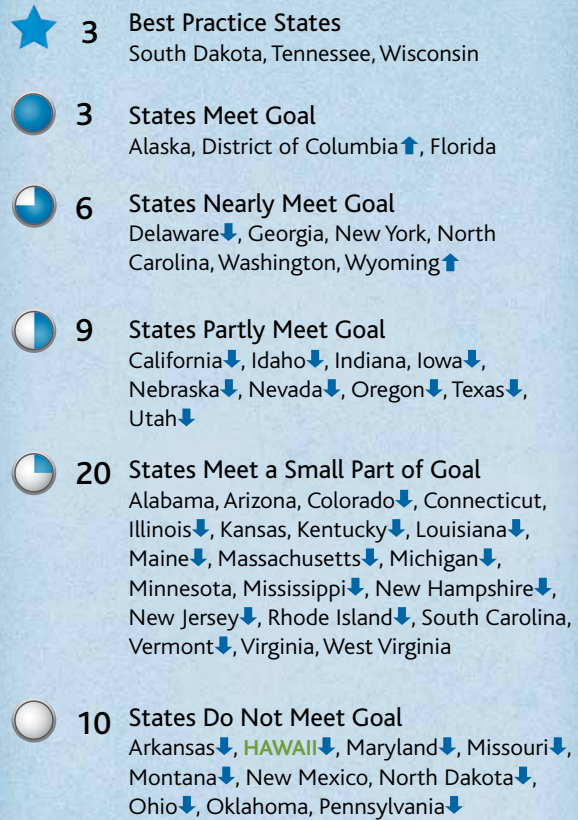 3 Best Practice States
South Dakota, Tennessee, Wisconsin
3 States Meet Goal
Alaska, District of Columbia⬆, Florida
6 States Nearly Meet Goal
Delaware⬇, Georgia, New York, North
Carolina, Washington, Wyoming⬆
9 States Partly Meet Goal
California⬇, Idaho⬇, Indiana, Iowa⬇,
Nebraska⬇, Nevada⬇, Oregon⬇, Texas⬇,
Utah⬇
20 States Meet a Small Part of Goal
Alabama, Arizona, Colorado⬇, Connecticut,
Illinois⬇, Kansas, Kentucky⬇, Louisiana⬇,
Maine⬇, Massachusetts⬇, Michigan⬇,
Minnesota, Mississippi⬇, New Hampshire⬇,
New Jersey⬇, Rhode Island⬇, South Carolina,
Vermont⬇, Virginia, West Virginia
10 States Do Not Meet Goal
Arkansas⬇, HAWAII⬇, Maryland⬇, Missouri⬇,
Montana⬇, New Mexico, North Dakota⬇,
Ohio⬇, Oklahoma, Pennsylvania⬇